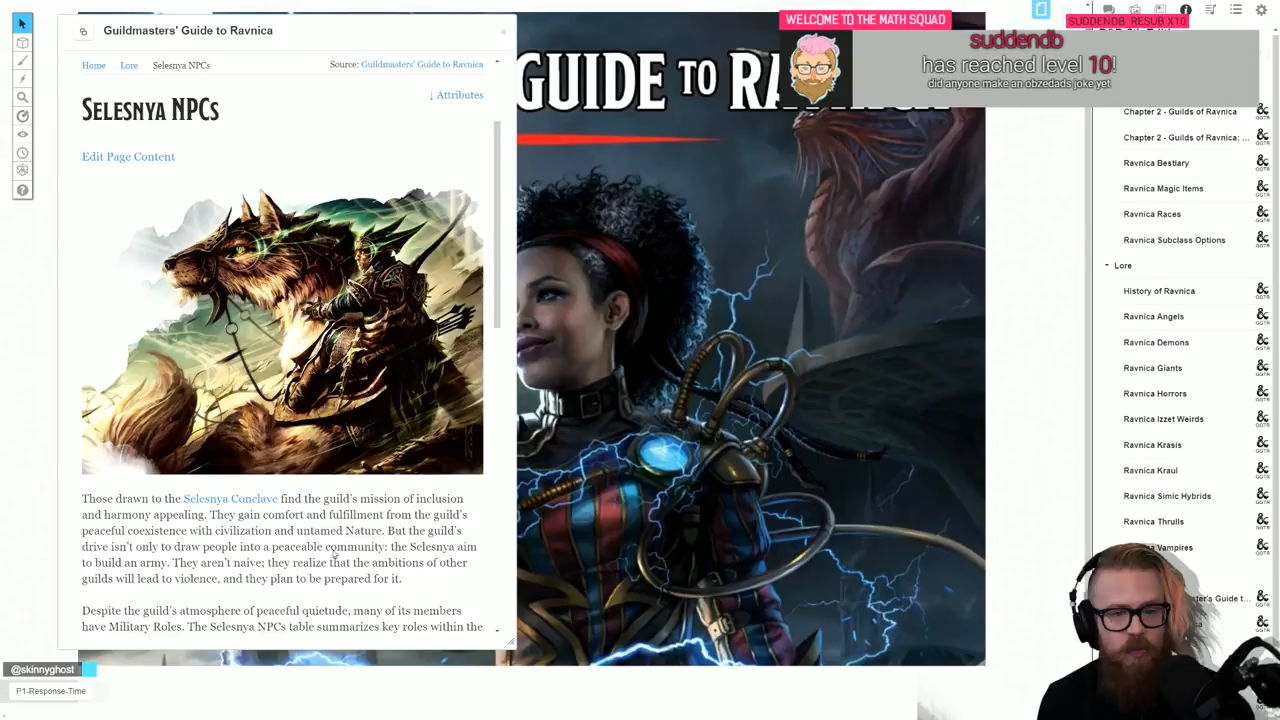 Guildmasters' Guide to Ravnica
Home Lore Selesnya NPCs
Source: Guildmasters' Guide to Ravnica
↓ Attributes
SELESNYA NPCS
Edit Page Content
Those drawn to the Selesnya Conclave find the guild's mission of inclusion
and harmony appealing. They gain comfort and fulfillment from the guild's
peaceful coexistence with civilization and untamed Nature. But the guild's
drive isn't only to draw people into a peaceable community: the Selesnya aim
to build an army. They aren't naive; they realize that the ambitions of other
guilds will lead to violence, and they plan to be prepared for it.
Despite the guild's atmosphere of peaceful quietude, many of its members
have Military Roles. The Selesnya NPCs table summarizes key roles within the
GUIDE TO RA
WELCOME TO THE MATH SQUAD
SUDDENDB RESUB X10
suddendb
has reached level 10!
did anyone make an obzedads joke yet
Chapter 2 - Guilds of Ravnica
Chapter 2 - Guilds of Ravnica: ...
Ravnica Bestiary
Ravnica Magic Items
Ravnica Races
Ravnica Subclass Options
Lore
History of Ravnica
Ravnica Angels
Ravnica Demons
Ravnica Giants
Ravnica Horrors
Ravnica Izzet Weirds
Ravnica Krasis
Ravnica Kraul
Ravnica Simic Hybrids
Ravnica Thrulls
Vampires
ter's Guide t...
@skinnyghost
P1-Response-Time